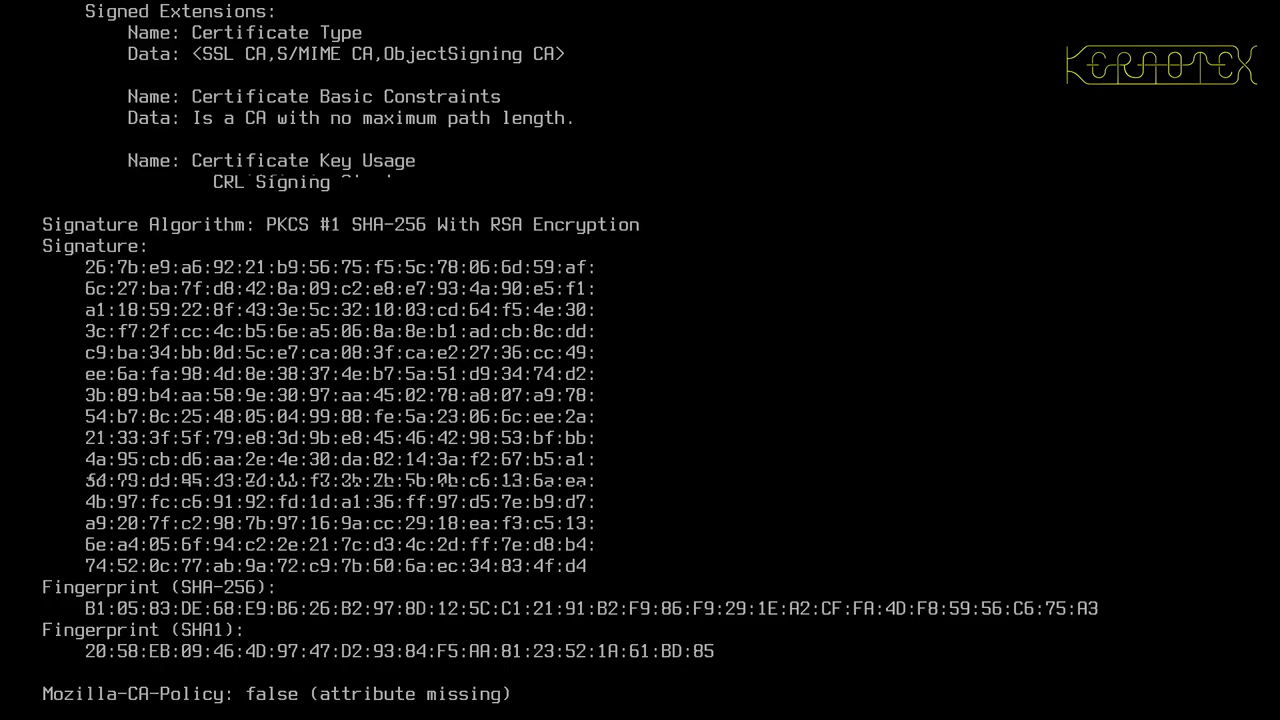 Signed Extensions:
Name: Certificate Type
Data: <SSL CA,S/MIME CA,ObjectSigning CA>
KERAOTEX
Name: Certificate Basic Constraints
Data: Is a CA with no maximum path length.
Name: Certificate Key Usage
CRL Signing
Signature Algorithm: PKCS #1 SHA-256 With RSA Encryption
Signature:
26:7b:e9:a6:92:21:b9:56:75:f5:5c:78:06:6d:59:af:
6c:27:ba:7f:d8:42:8a:09:c2:e8:e7:93:4a:90:e5:f1:
a1:18:59:22:8f:43:3e:5c:32:10:03:cd:64:f5:4e:30:
3c:f7:2f:cc:4c:b5:6e:a5:06:8a:8e:b1:ad:cb:8c:dd:
c9:ba:34:bb:0d:5c:e7:ca:08:3f:ca:e2:27:36:cc:49:
ee:6a:fa:98:4d:8e:38:37:4e:b7:5a:51:d9:34:74:d2:
3b:89:b4:aa:58:9e:30:97:aa:45:02:78:a8:07:a9:78:
54:b7:8c:25:48:05:04:99:88:fe:5a:23:06:6c:ee:2a:
21:33:3f:5f:79:e8:3d:9b:e8:45:46:42:98:53:bf:bb:
4a:95:cb:d6:aa:2e:4e:30:da:82:14:3a:f2:67:b5:a1:
4b:97:fc:c6:91:92:fd:1d:a1:36:ff:97:d5:7e:b9:d7:
a9:20:7f:c2:98:7b:97:16:9a:cc:29:18:ea:f3:c5:13:
6e:a4:05:6f:94:c2:2e:21:7c:d3:4c:2d:ff:7e:d8:b4:
74:52:0c:77:ab:9a:72:c9:7b:60:6a:ec:34:83:4f:d4
Fingerprint (SHA-256):
B1:05:83:DE:68:E9:B6:26:B2:97:8D:12:5C:C1:21:91:B2:F9:86:F9:29:1E:A2:CF:FA:4D:F8:59:56:C6:75:A3
Fingerprint (SHA1):
20:58:EB:09:46:4D:97:47:D2:93:84:F5:AA:81:23:52:1A:61:BD:85
Mozilla-CA-Policy: false (attribute missing)